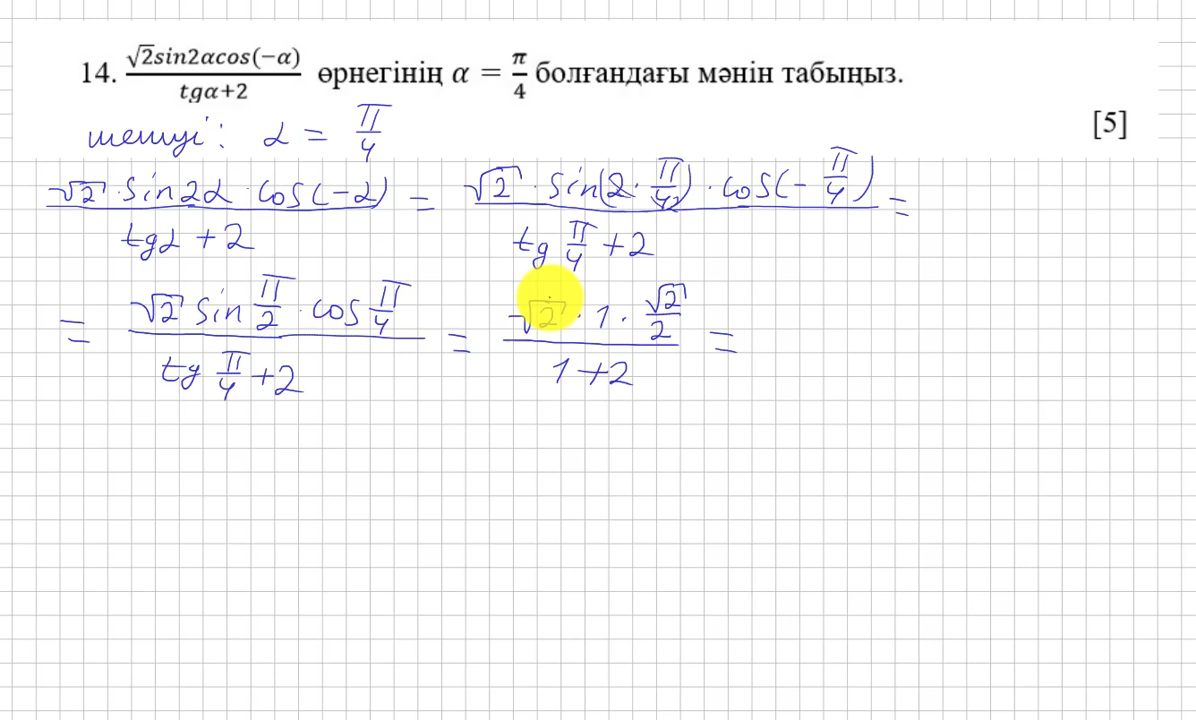 14. √2sin2αcos(−α)/tgα+2 өрнегінің α = π/4 болғандағы мәнін табыңыз.
[5]
шешуі: α = π/4
√2 · sin2α · cos(−α) / tgα + 2 = √2 · sin(2 · π/4) · cos(−π/4) / tg π/4 + 2 =
= √2 sin π/2 · cos π/4 / tg π/4 + 2 = √2 · 1 · √2/2 / 1 + 2 =